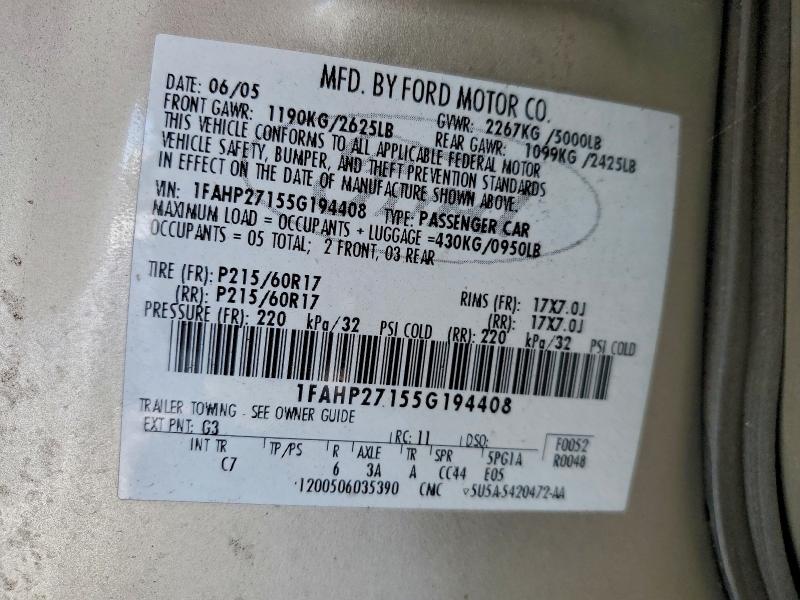 MFD. BY FORD MOTOR CO.
DATE: 06/05
GVWR: 2267KG /5000LB
FRONT GAWR: 1190KG/2625LB
REAR GAWR: 1099KG /2425LB
THIS VEHICLE CONFORMS TO ALL APPLICABLE FEDERAL MOTOR
VEHICLE SAFETY, BUMPER, AND THEFT PREVENTION STANDARDS
IN EFFECT ON THE DATE OF MANUFACTURE SHOWN ABOVE.
VIN: 1FAHP27155G194408 TYPE: PASSENGER CAR
MAXIMUM LOAD = OCCUPANTS + LUGGAGE =430KG/0950LB
OCCUPANTS = 05 TOTAL; 2 FRONT, 03 REAR
TIRE (FR): P215/60R17 RIMS (FR): 17X7.0J
(RR): P215/60R17 (RR): 17X7.0J
PRESSURE (FR): 220 kPa/32 PSI COLD (RR): 220 kPa/32 PSI COLD
1FAHP27155G194408
TRAILER TOWING - SEE OWNER GUIDE
EXT PNT: G3 RC: 11 DSO: F0052
INT TR TP/PS R AXLE TR SPR 5PG1A R0048
C7 6 3A A CC44 E05
1200506035390 CMC 5U5A-5420472-AA